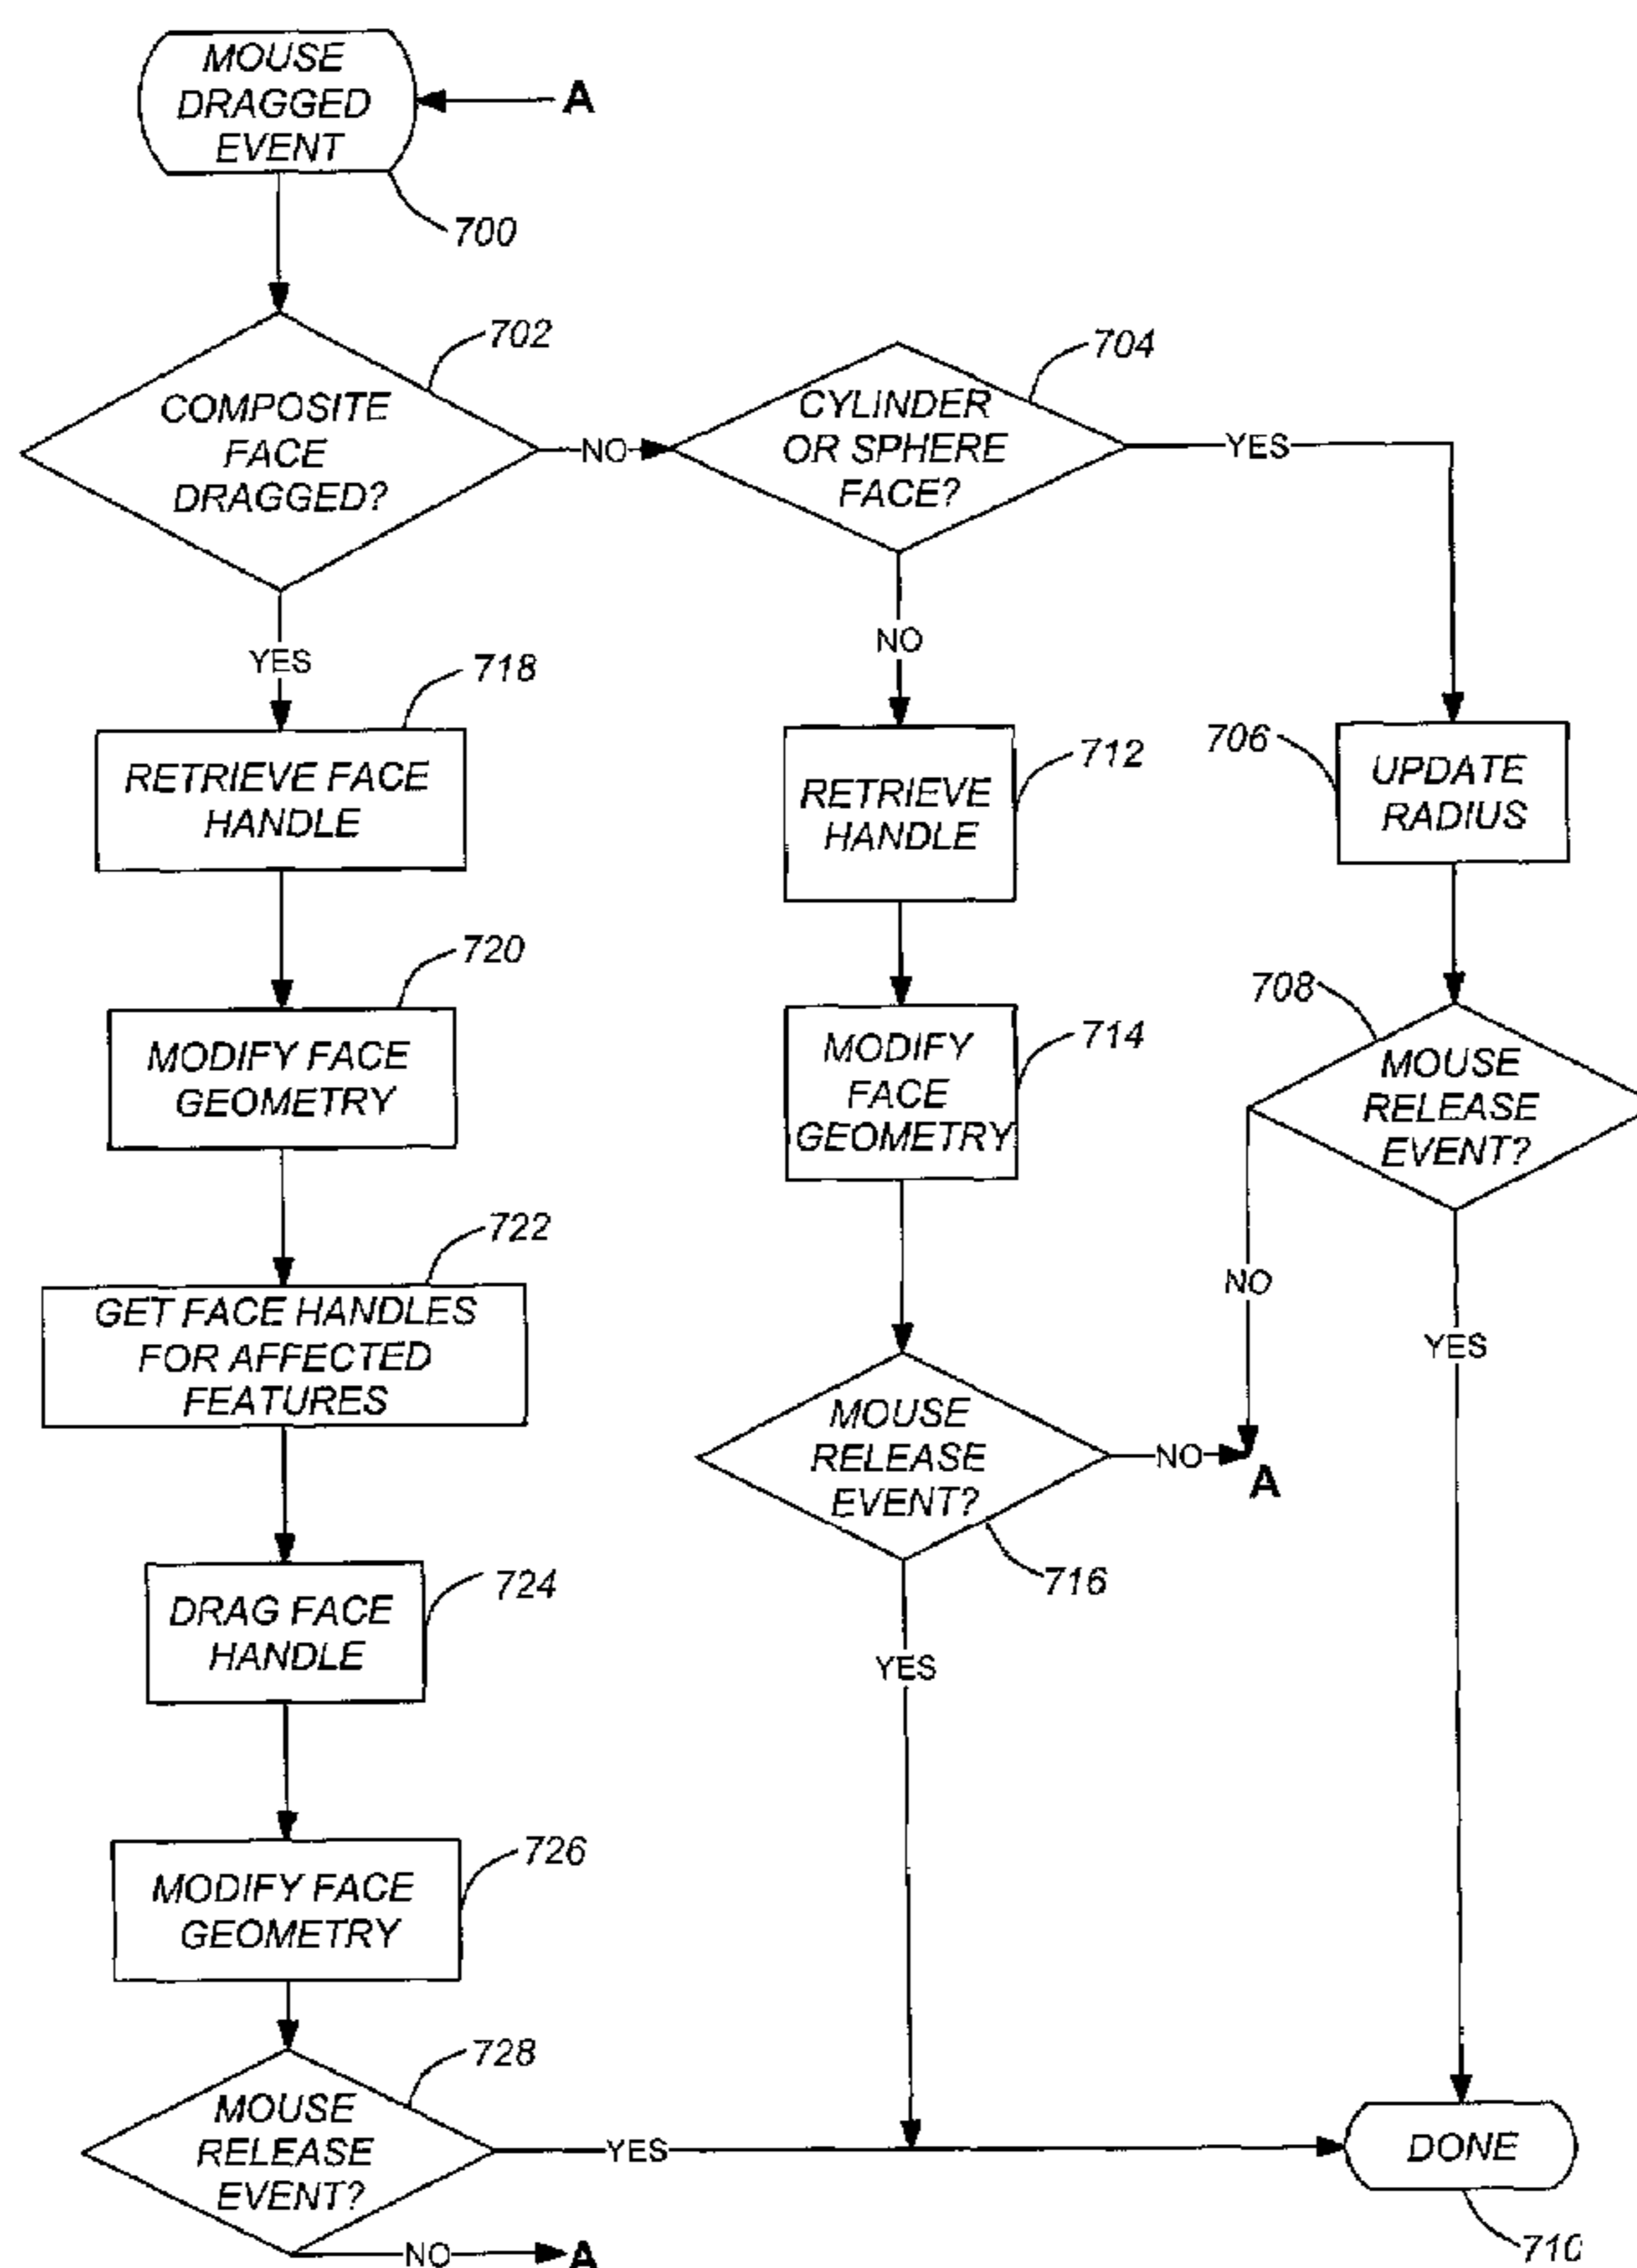 MOUSE
DRAGGED
EVENT
A
700
702
COMPOSITE
FACE
DRAGGED?
NO
704
CYLINDER
OR SPHERE
FACE?
YES
NO
YES
718
RETRIEVE FACE
HANDLE
712
RETRIEVE
HANDLE
706
UPDATE
RADIUS
720
MODIFY FACE
GEOMETRY
714
MODIFY
FACE
GEOMETRY
708
MOUSE
RELEASE
EVENT?
722
GET FACE HANDLES
FOR AFFECTED
FEATURES
NO
YES
MOUSE
RELEASE
EVENT?
NO
A
716
724
DRAG FACE
HANDLE
YES
726
MODIFY FACE
GEOMETRY
728
MOUSE
RELEASE
EVENT?
YES
DONE
710
NO
A